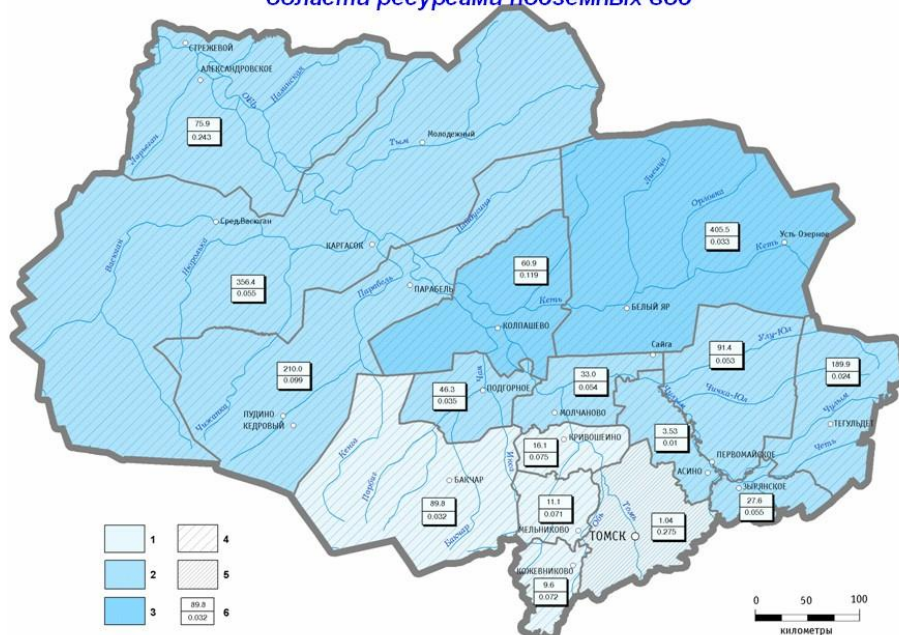 области ресурсами подземных вод
СТРЕЖЕВОЙ
АЛЕКСАНДРОВСКОЕ
Обь
75.9
0.243
Тым
Молодежный
Лисица
Орловка
405.5
0.033
Усть Озерное
Кеть
Сред.Васюган
Васюган
Нюролька
КАРГАСОК
Парабель
ПАРАБЕЛЬ
60.9
0.119
Кеть
БЕЛЫЙ ЯР
КОЛПАШЕВО
356.4
0.055
Сайга
91.4
0.053
Улу-Юл
189.9
0.024
210.0
0.099
Чижапка
ПУДИНО
КЕДРОВЫЙ
46.3
0.035
Чая
ПОДГОРНОЕ
33.0
0.054
МОЛЧАНОВО
Чулым
Чичка-Юл
Чулым
ТЕГУЛЬДЕТ
Четь
Кенга
Парбиг
Икса
16.1
0.075
КРИВОШЕИНО
3.53
0.01
ПЕРВОМАЙСКОЕ
АСИНО
ЗЫРЯНСКОЕ
27.6
0.055
БАКЧАР
89.8
0.032
Бакчар
11.1
0.071
МЕЛЬНИКОВО
Обь
Томь
ТОМСК
1.04
0.275
КОЖЕВНИКОВО
9.6
0.072
1
4
2
5
3
89.8
0.032
6
0 50 100
километры